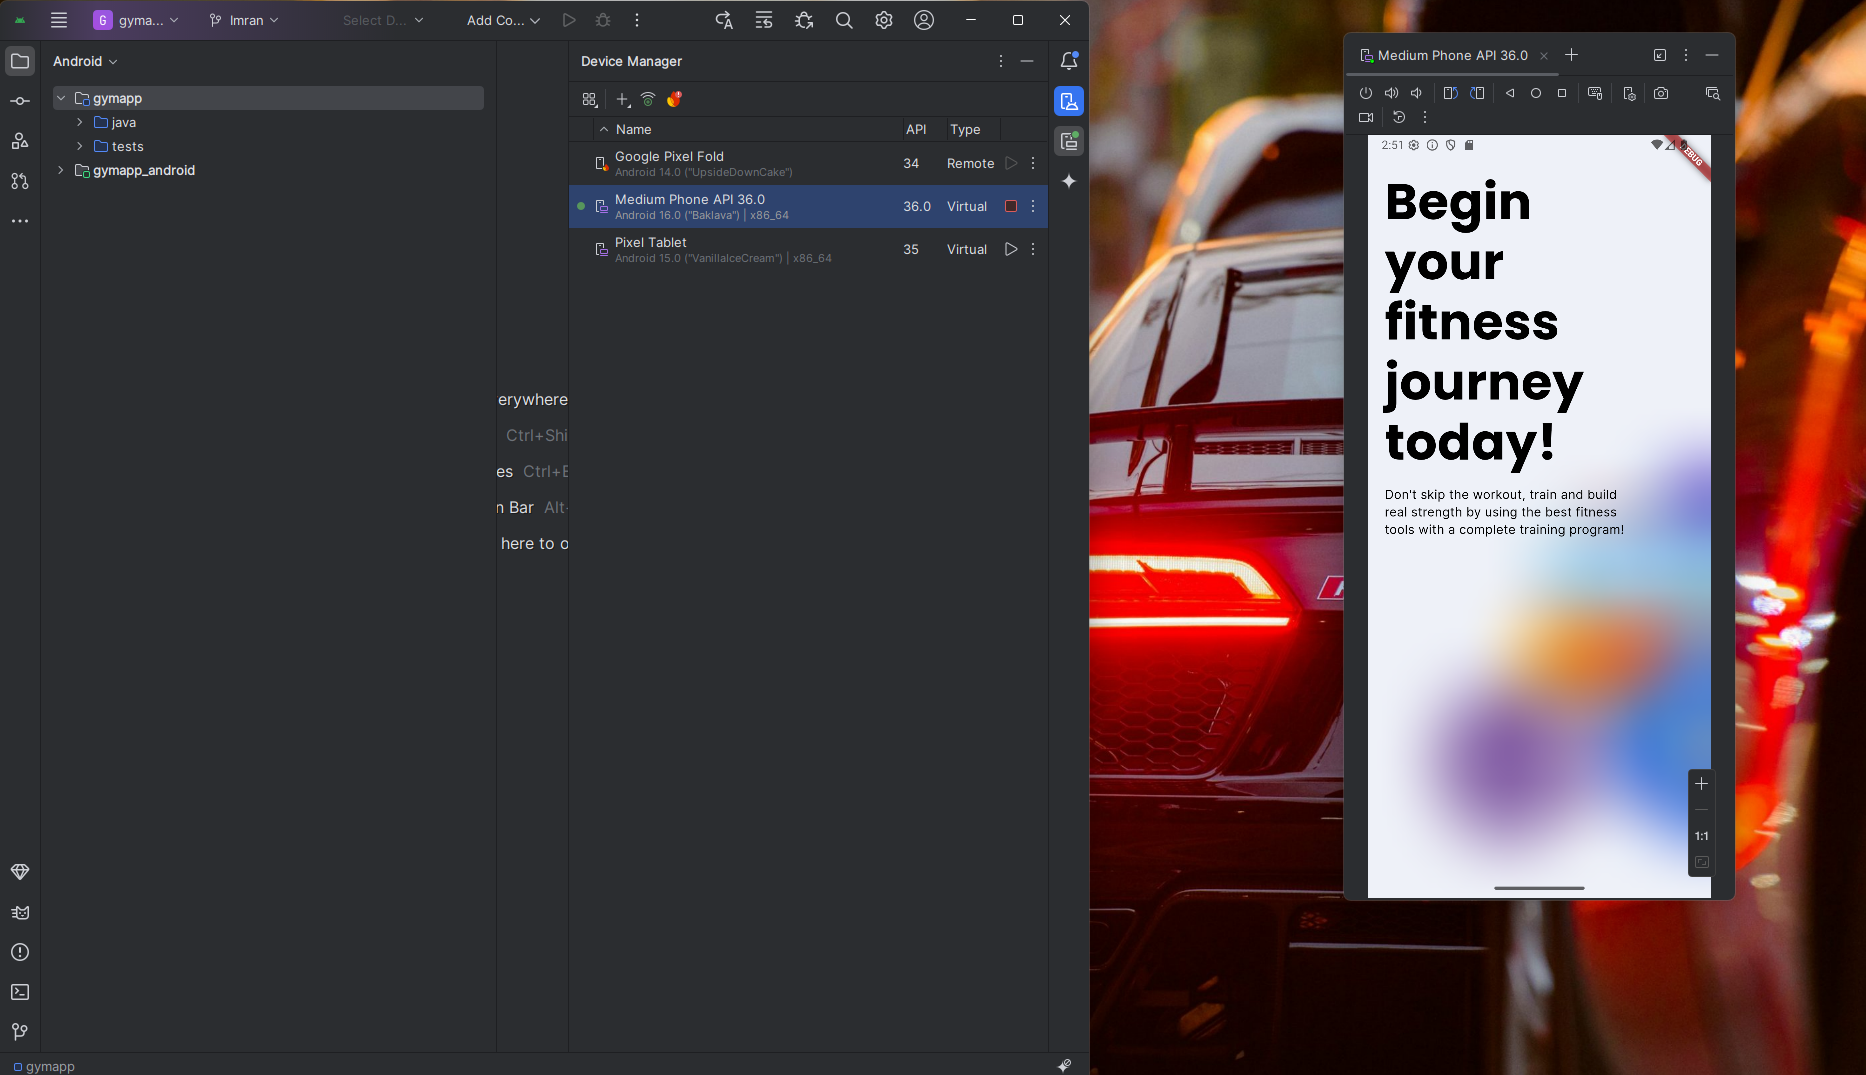 G gyma...
Imran
Select D...
Add Co...
Android
gymapp
java
tests
gymapp_android
erywhere
Ctrl+Shi
es Ctrl+E
n Bar Alt+
here to o
Device Manager
Name API Type
Google Pixel Fold
Android 14.0 ("UpsideDownCake")
34 Remote
Medium Phone API 36.0
Android 16.0 ("Baklava") | x86_64
36.0 Virtual
Pixel Tablet
Android 15.0 ("VanillaIceCream") | x86_64
35 Virtual
gymapp
Medium Phone API 36.0
2:51
Begin
your
fitness
journey
today!
Don't skip the workout, train and build
real strength by using the best fitness
tools with a complete training program!
1:1